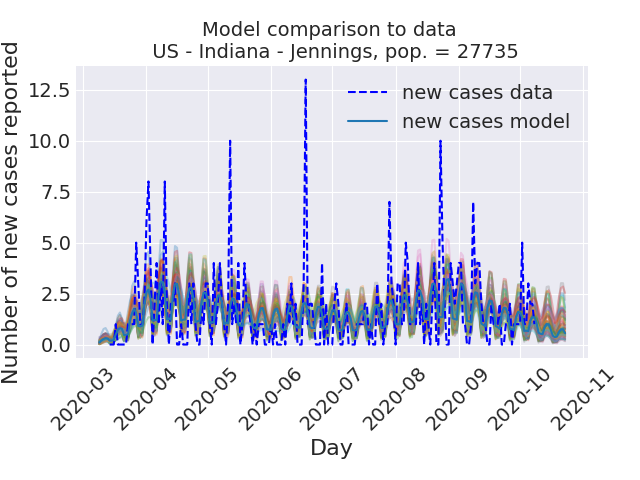 Model comparison to data
US - Indiana - Jennings, pop. = 27735
Number of new cases reported
12.5
10.0
7.5
5.0
2.5
0.0
new cases data
new cases model
2020-03
2020-04
2020-05
2020-06
2020-07
2020-08
2020-09
2020-10
2020-11
Day